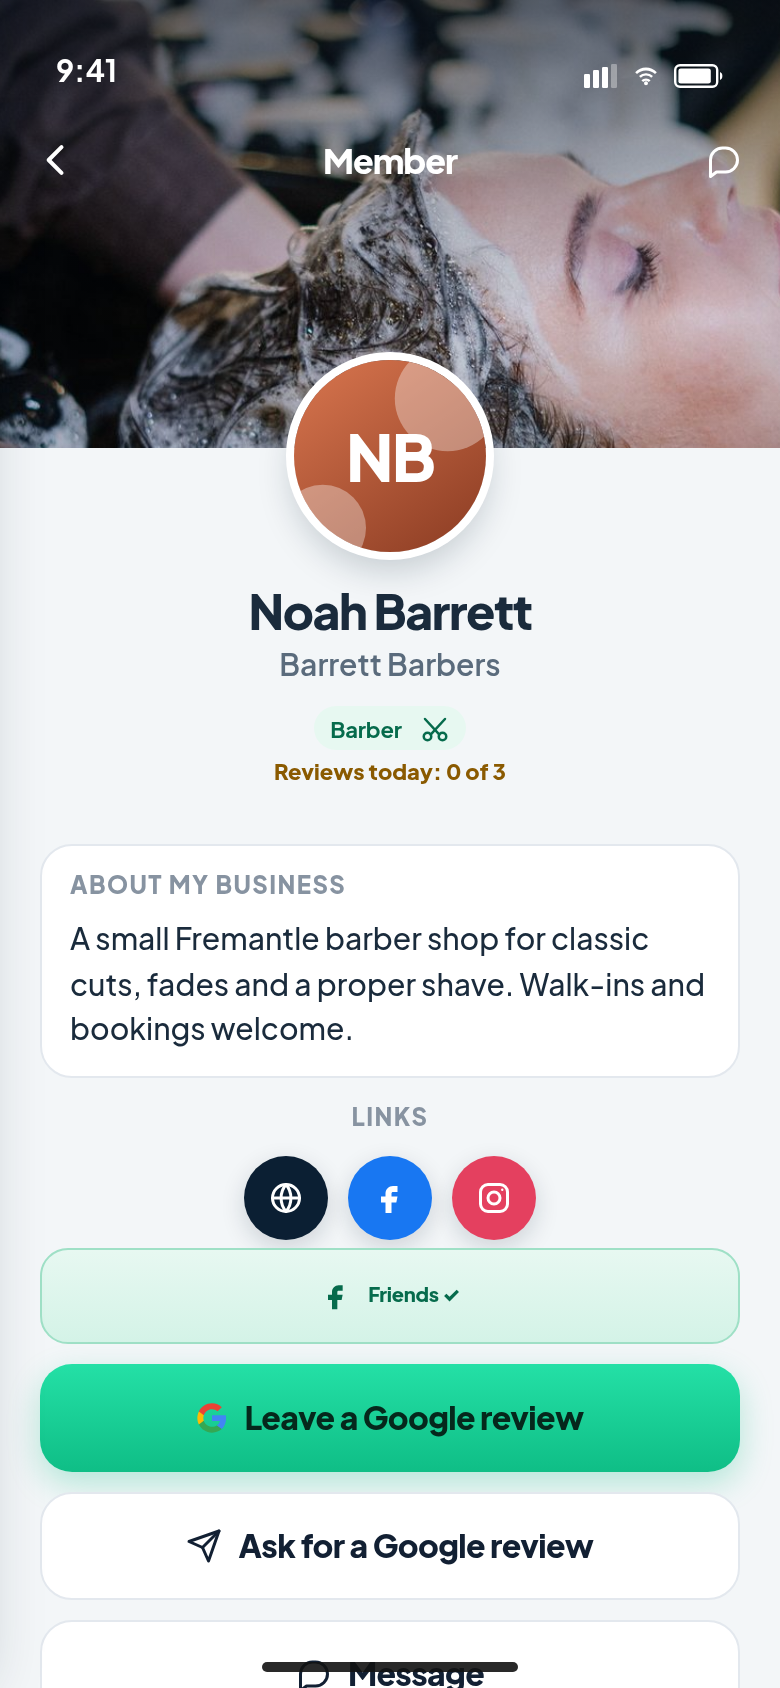 9:41
Member
NB
Noah Barrett
Barrett Barbers
Barber
Reviews today: 0 of 3
ABOUT MY BUSINESS
A small Fremantle barber shop for classic
cuts, fades and a proper shave. Walk-ins and
bookings welcome.
LINKS
Friends ✓
Leave a Google review
Ask for a Google review
Message